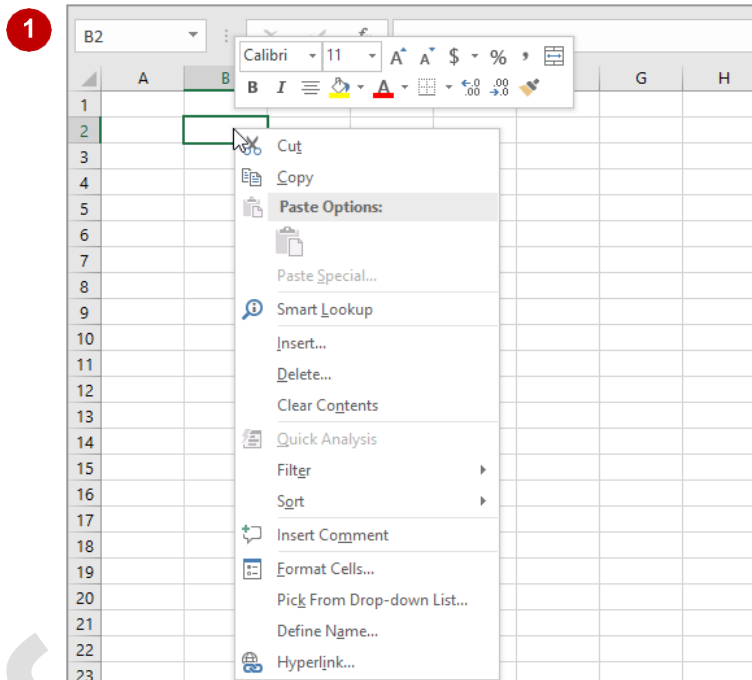 1
B2
fx
Calibri 11 A A $ % ,
B I A .00 .00
A B G H
1
2
3
4
5
6
7
8
9
10
11
12
13
14
15
16
17
18
19
20
21
22
23
Cut
Copy
Paste Options:
Paste Special...
Smart Lookup
Insert...
Delete...
Clear Contents
Quick Analysis
Filter
Sort
Insert Comment
Format Cells...
Pick From Drop-down List...
Define Name...
Hyperlink...